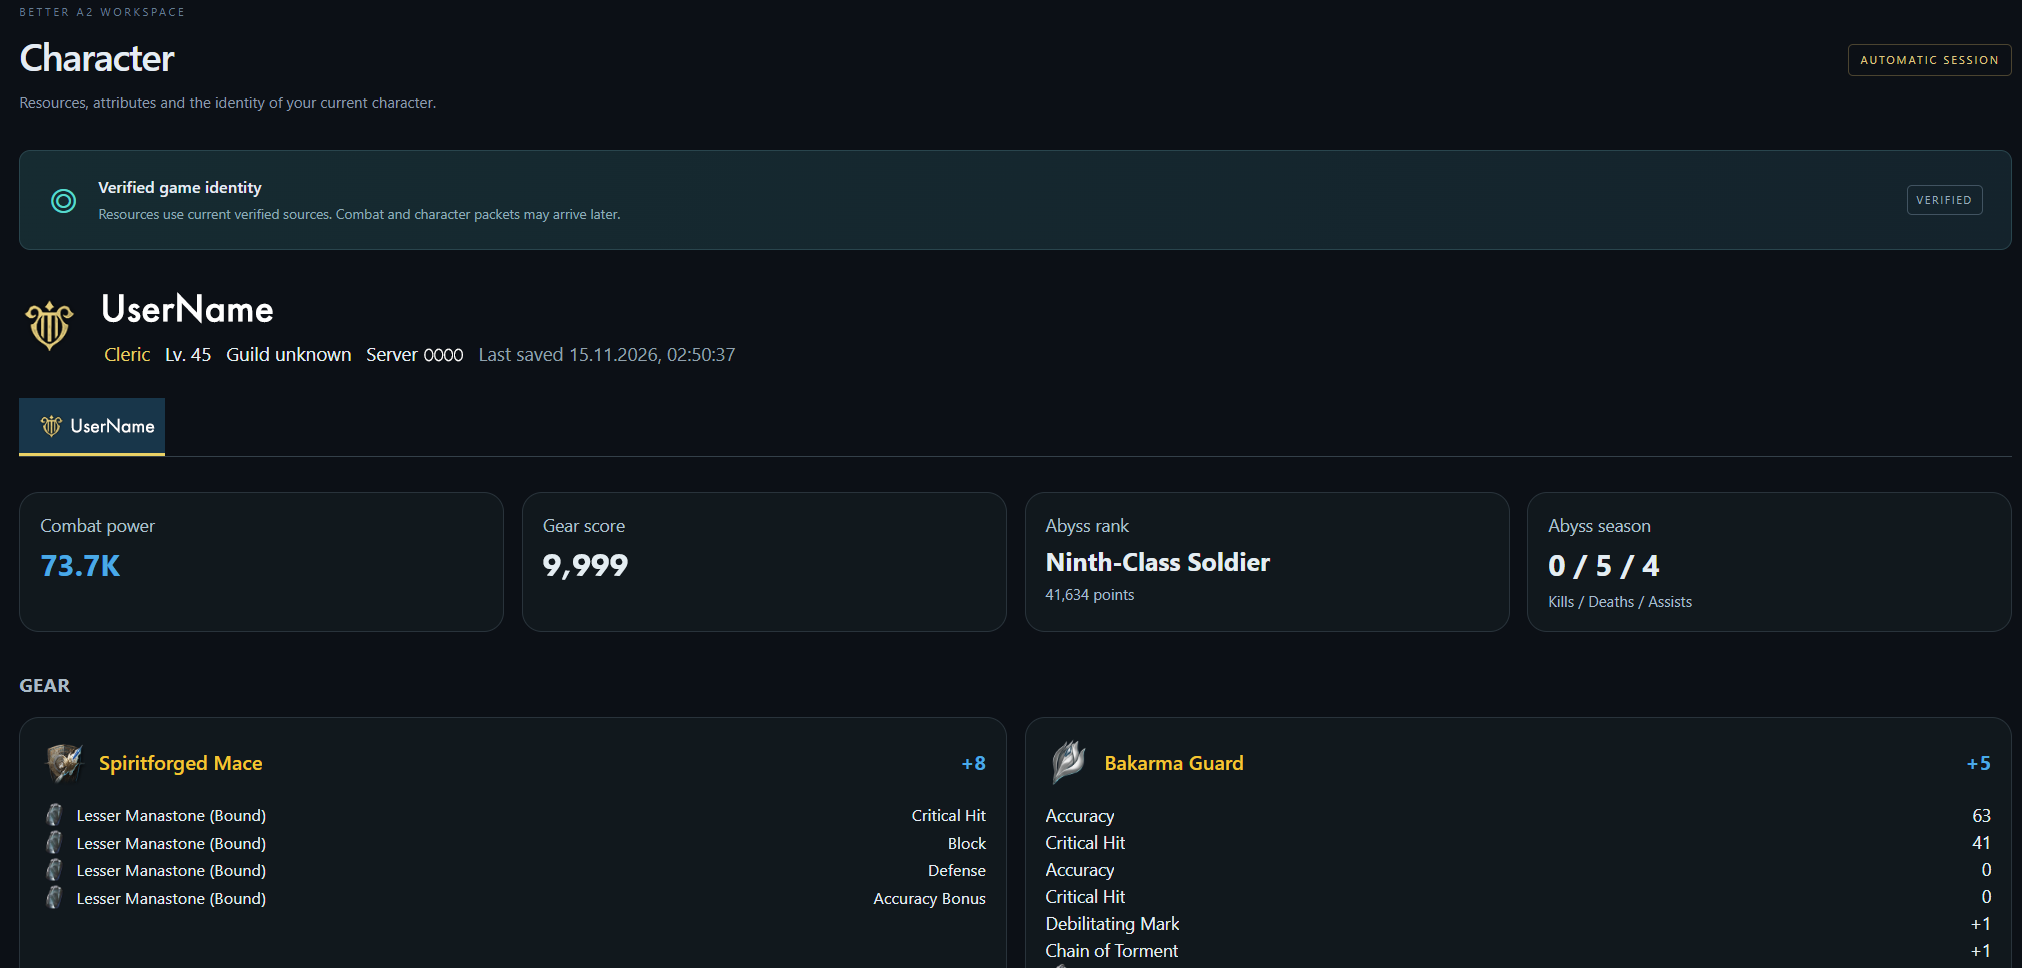 BETTER A2 WORKSPACE
Character
AUTOMATIC SESSION
Resources, attributes and the identity of your current character.
Verified game identity
Resources use current verified sources. Combat and character packets may arrive later.
VERIFIED
UserName
Cleric Lv. 45 Guild unknown Server 0000 Last saved 15.11.2026, 02:50:37
UserName
Combat power
73.7K
Gear score
9,999
Abyss rank
Ninth-Class Soldier
41,634 points
Abyss season
0 / 5 / 4
Kills / Deaths / Assists
GEAR
Spiritforged Mace +8
Lesser Manastone (Bound) Critical Hit
Lesser Manastone (Bound) Block
Lesser Manastone (Bound) Defense
Lesser Manastone (Bound) Accuracy Bonus
Bakarma Guard +5
Accuracy 63
Critical Hit 41
Accuracy 0
Critical Hit 0
Debilitating Mark +1
Chain of Torment +1